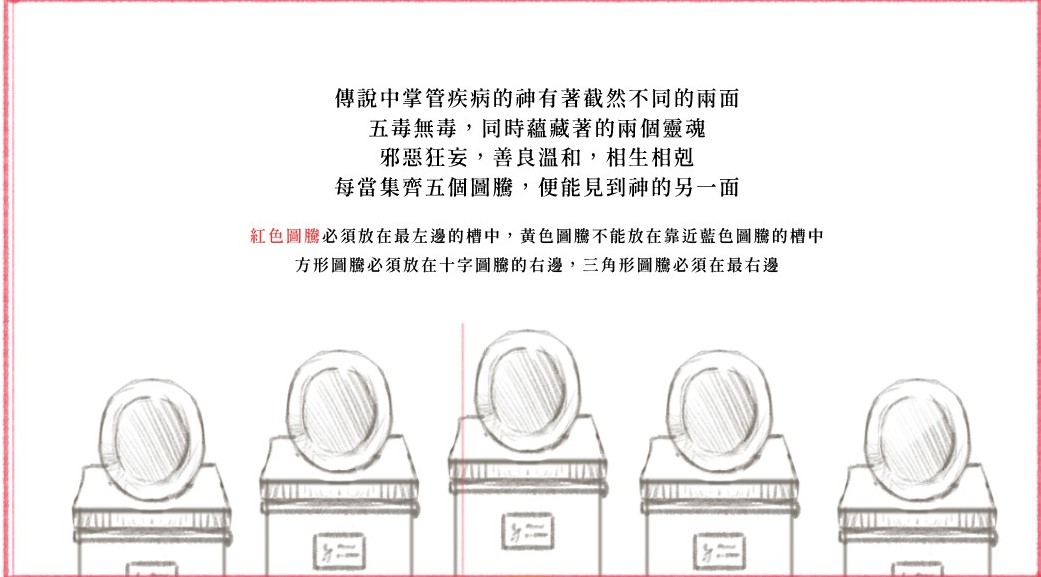 傳說中掌管疾病的神有著截然不同的兩面
五毒無毒，同時蘊藏著的兩個靈魂
邪惡狂妄，善良溫和，相生相剋
每當集齊五個圖騰，便能見到神的另一面
紅色圖騰必須放在最左邊的槽中，黃色圖騰不能放在靠近藍色圖騰的槽中
方形圖騰必須放在十字圖騰的右邊，三角形圖騰必須在最右邊